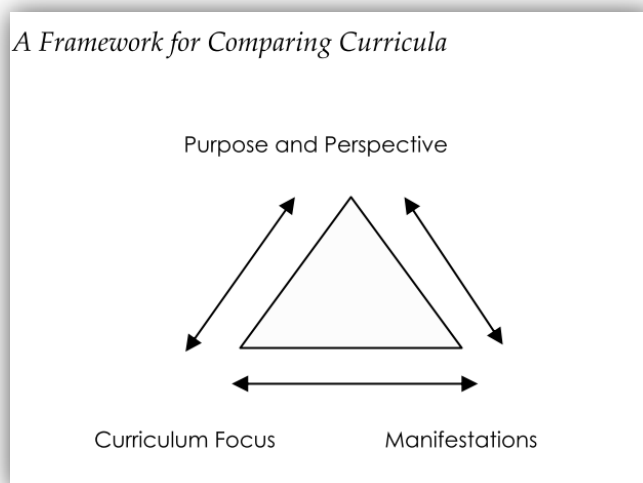 A Framework for Comparing Curricula
Purpose and Perspective
Curriculum Focus
Manifestations